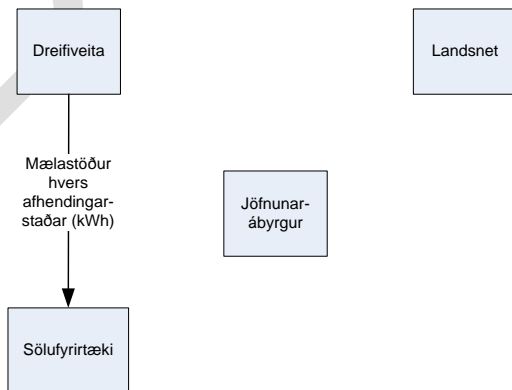 Dreifiveita
Landsnet
Mælastöður
hvers
afhendingar-
staðar (kWh)
Jöfnunar-
ábyrgur
Sölufyrirtæki